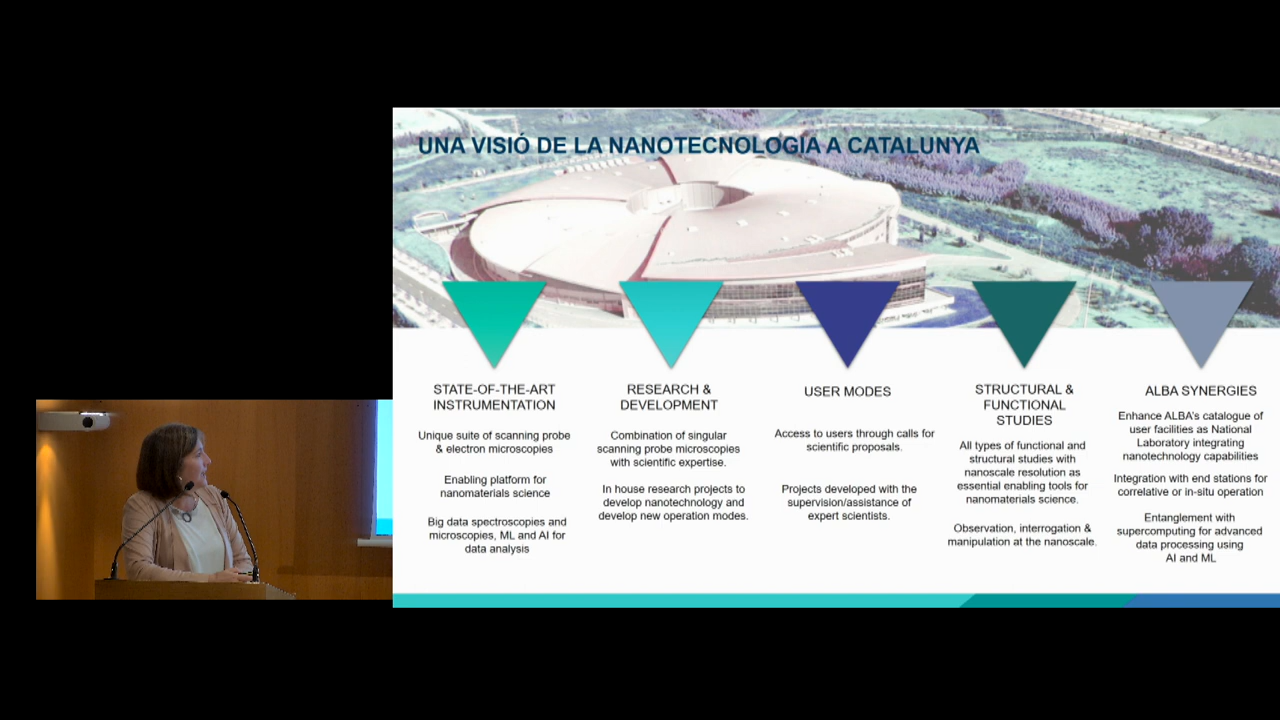 UNA VISIÓ DE LA NANOTECNOLOGIA A CATALUNYA
STATE-OF-THE-ART
INSTRUMENTATION
Unique suite of scanning probe
& electron microscopies
Enabling platform for
nanomaterials science
Big data spectroscopies and
microscopies, ML and AI for
data analysis
RESEARCH &
DEVELOPMENT
Combination of singular
scanning probe microscopies
with scientific expertise.
In house research projects to
develop nanotechnology and
develop new operation modes.
USER MODES
Access to users through calls for
scientific proposals.
Projects developed with the
supervision/assistance of
expert scientists.
STRUCTURAL &
FUNCTIONAL
STUDIES
All types of functional and
structural studies with
nanoscale resolution as
essential enabling tools for
nanomaterials science.
Observation, interrogation &
manipulation at the nanoscale.
ALBA SYNERGIES
Enhance ALBA's catalogue of
user facilities as National
Laboratory integrating
nanotechnology capabilities
Integration with end stations for
correlative or in-situ operation
Entanglement with
supercomputing for advanced
data processing using
AI and ML